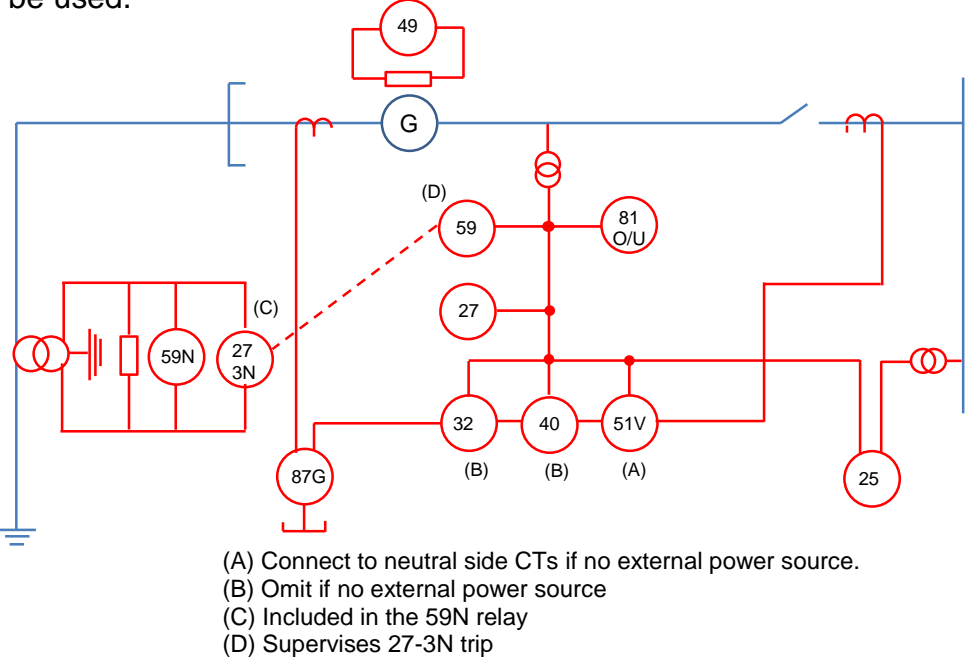 be used.
49
G
(D)
59
81
O/U
(C)
27
59N
27
3N
32
40
51V
(B)
(B)
(A)
87G
25
(A) Connect to neutral side CTs if no external power source.
(B) Omit if no external power source
(C) Included in the 59N relay
(D) Supervises 27-3N trip